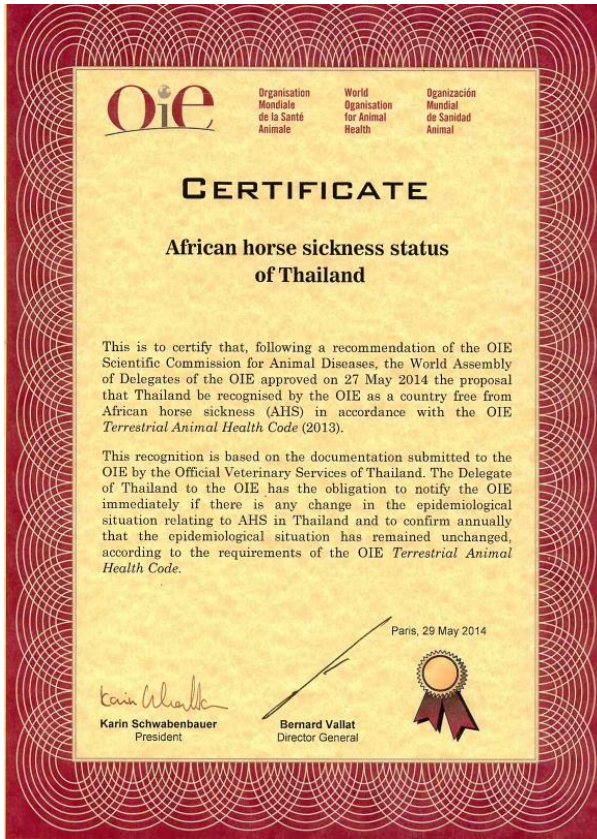 Oie
Organisation
Mondiale
de la Santé
Animale
World
Oganisation
for Animal
Health
Oganización
Mundial
de Sanidad
Animal
CERTIFICATE
African horse sickness status
of Thailand
This is to certify that, following a recommendation of the OIE
Scientific Commission for Animal Diseases, the World Assembly
of Delegates of the OIE approved on 27 May 2014 the proposal
that Thailand be recognised by the OIE as a country free from
African horse sickness (AHS) in accordance with the OIE
Terrestrial Animal Health Code (2013).
This recognition is based on the documentation submitted to the
OIE by the Official Veterinary Services of Thailand. The Delegate
of Thailand to the OIE has the obligation to notify the OIE
immediately if there is any change in the epidemiological
situation relating to AHS in Thailand and to confirm annually
that the epidemiological situation has remained unchanged,
according to the requirements of the OIE Terrestrial Animal
Health Code.
Paris, 29 May 2014
Karin Schwabenbauer
President
Bernard Vallat
Director General